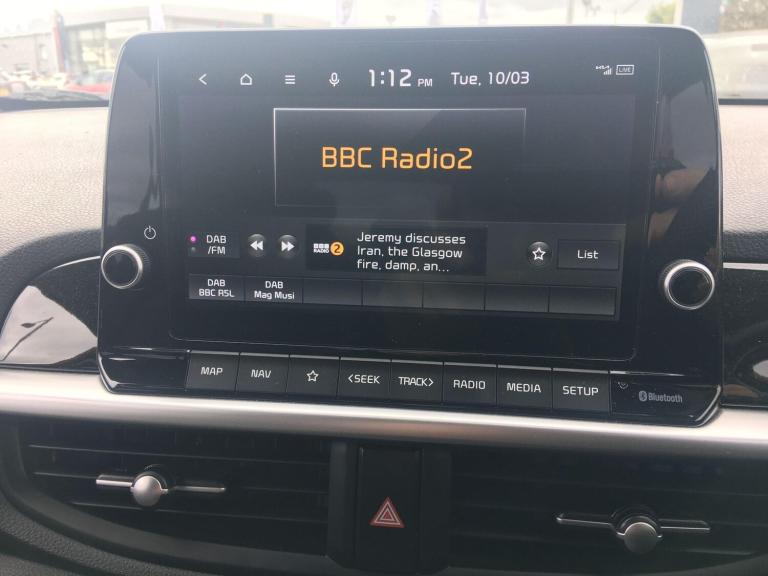 1:12 PM Tue, 10/03
LIVE
BBC Radio2
DAB
/FM
BBC
RADIO 2
Jeremy discusses
Iran, the Glasgow
fire, damp, an...
List
DAB
BBC R5L
DAB
Mag Musi
MAP
NAV
<SEEK
TRACK>
RADIO
MEDIA
SETUP
Bluetooth